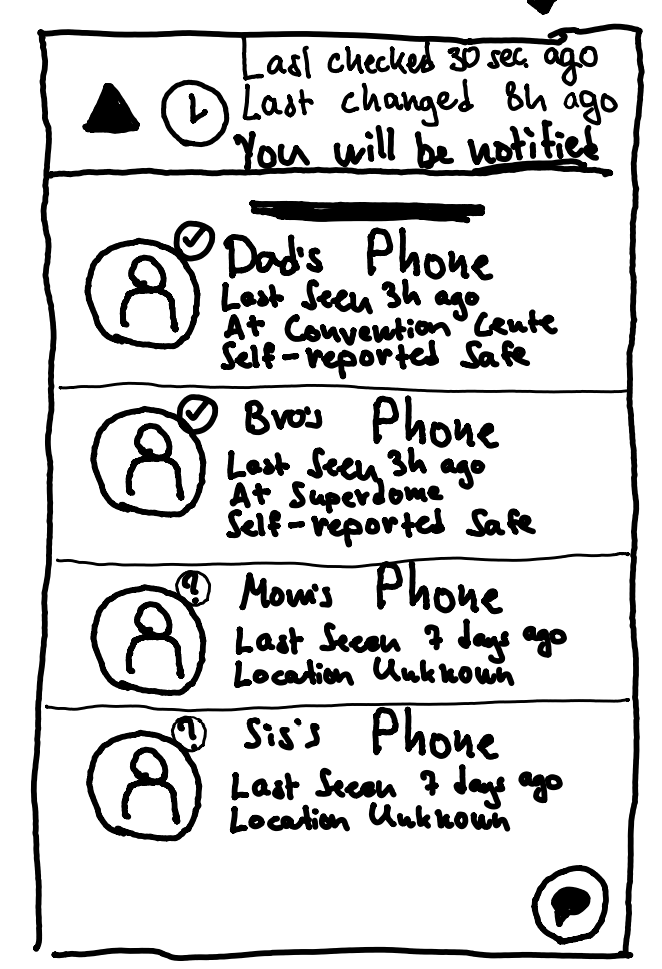 Last checked 30 sec ago
Last changed 8h ago
You will be notified
Dad's Phone
Last Seen 3h ago
At Convention Cente
Self-reported Safe
Bro's Phone
Last Seen 3h ago
At Superdome
Self-reported Safe
?
Mom's Phone
Last Seeen 7 days ago
Location Unknown
?
Sis's Phone
Last Seeen 7 days ago
Location Unknown